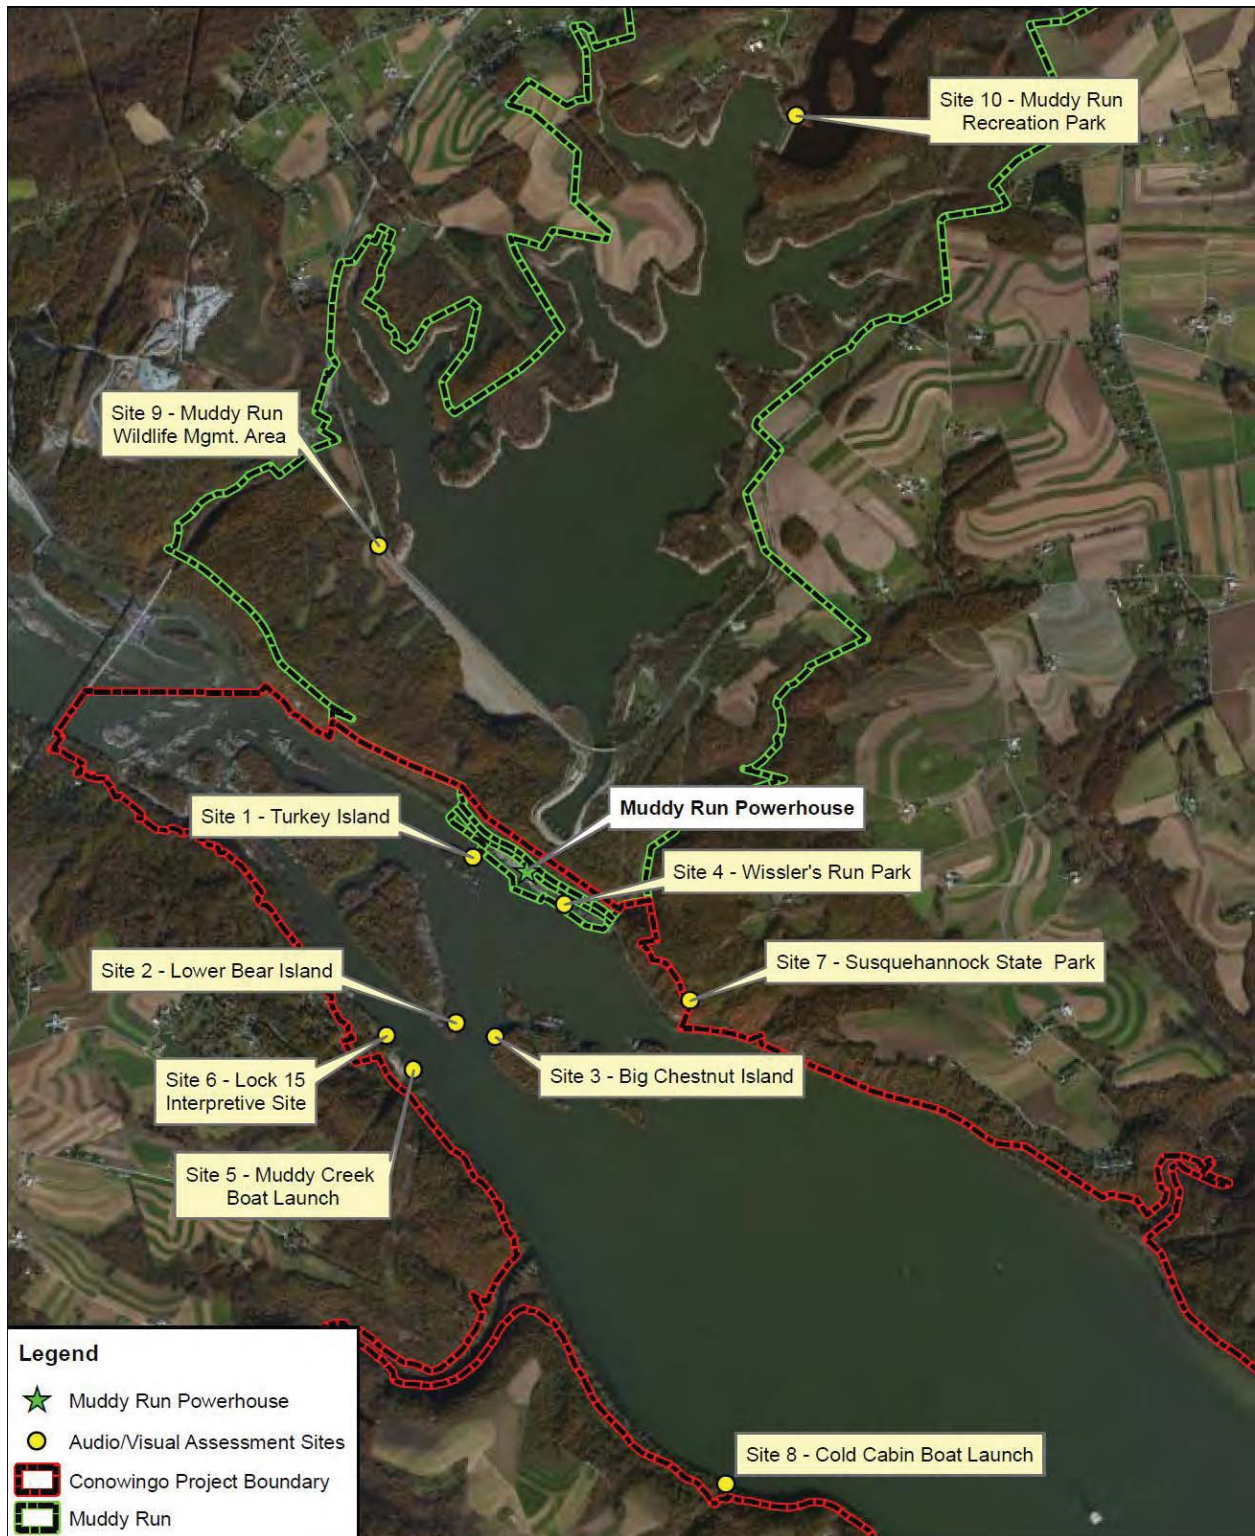 Site 10 - Muddy Run
Recreation Park
Site 9 - Muddy Run
Wildlife Mgmt. Area
Muddy Run Powerhouse
Site 1 - Turkey Island
Site 4 - Wissler's Run Park
Site 2 - Lower Bear Island
Site 7 - Susquehannock State Park
Site 6 - Lock 15
Interpretive Site
Site 3 - Big Chestnut Island
Site 5 - Muddy Creek
Boat Launch
Site 8 - Cold Cabin Boat Launch
Legend
Muddy Run Powerhouse
Audio/Visual Assessment Sites
Conowingo Project Boundary
Muddy Run